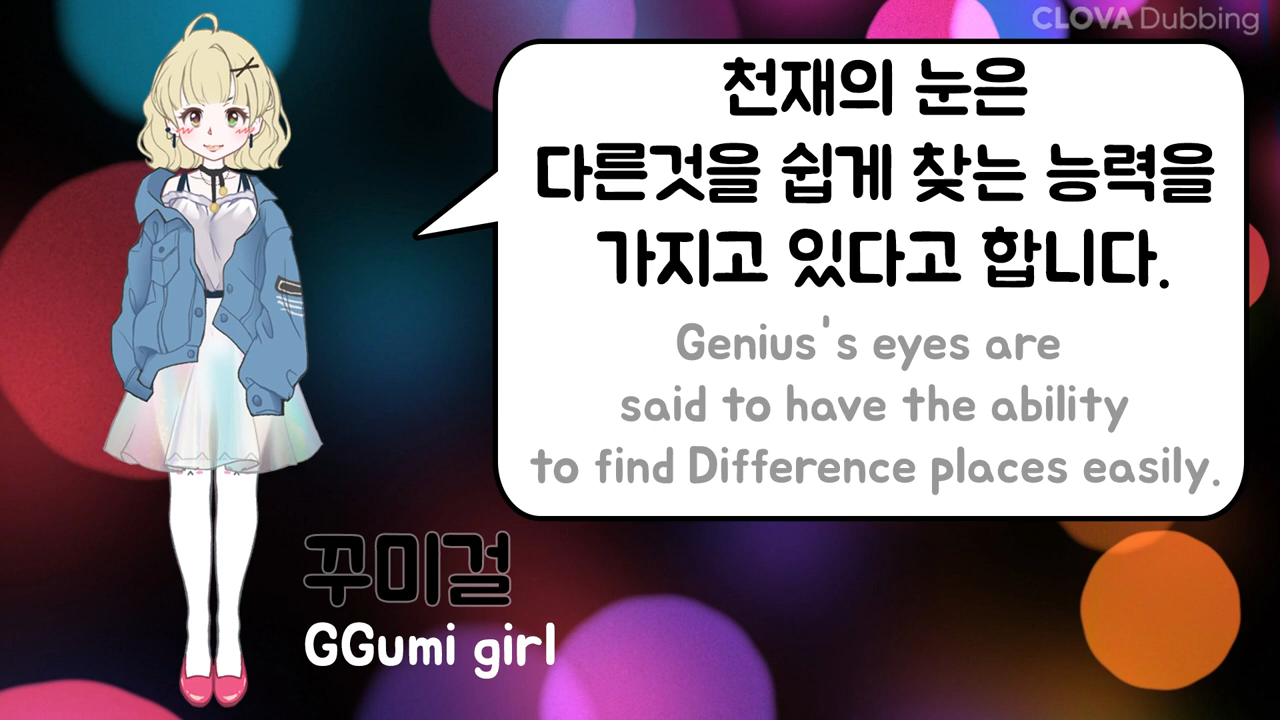 CLOVA Dubbing
천재의 눈은
다른것을 쉽게 찾는 능력을
가지고 있다고 합니다.
Genius's eyes are
said to have the ability
to find Difference places easily.
꾸미걸
GGumi girl